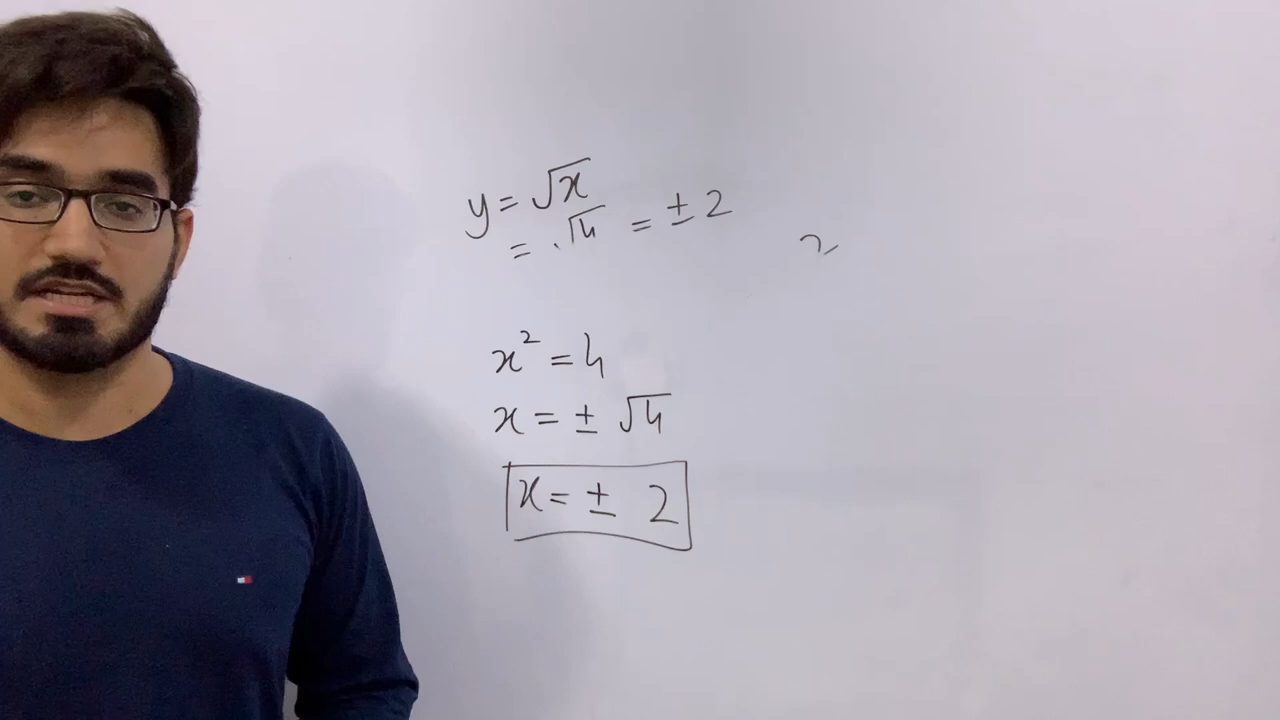 y = √x
= √4 = ± 2
x² = 4
x = ± √4
x = ± 2